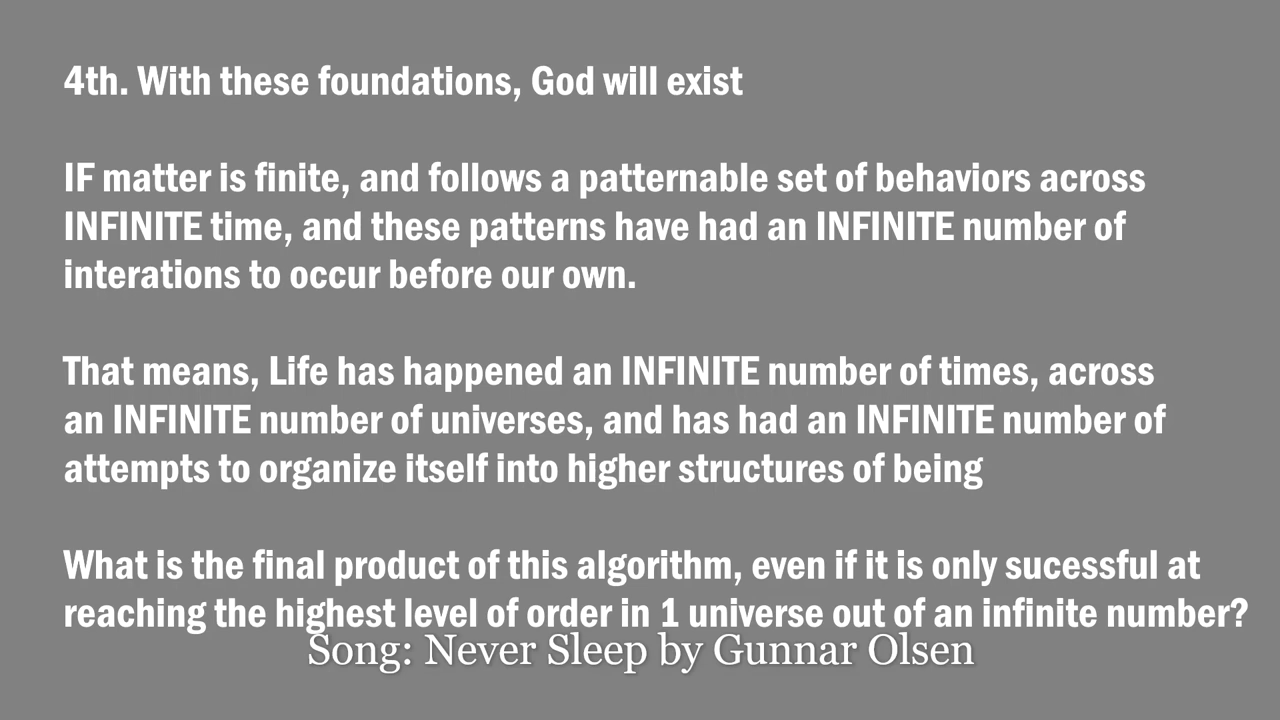 4th. With these foundations, God will exist
IF matter is finite, and follows a patternable set of behaviors across
INFINITE time, and these patterns have had an INFINITE number of
interations to occur before our own.
That means, Life has happened an INFINITE number of times, across
an INFINITE number of universes, and has had an INFINITE number of
attempts to organize itself into higher structures of being
What is the final product of this algorithm, even if it is only sucessful at
reaching the highest level of order in 1 universe out of an infinite number?
Song: Never Sleep by Gunnar Olsen